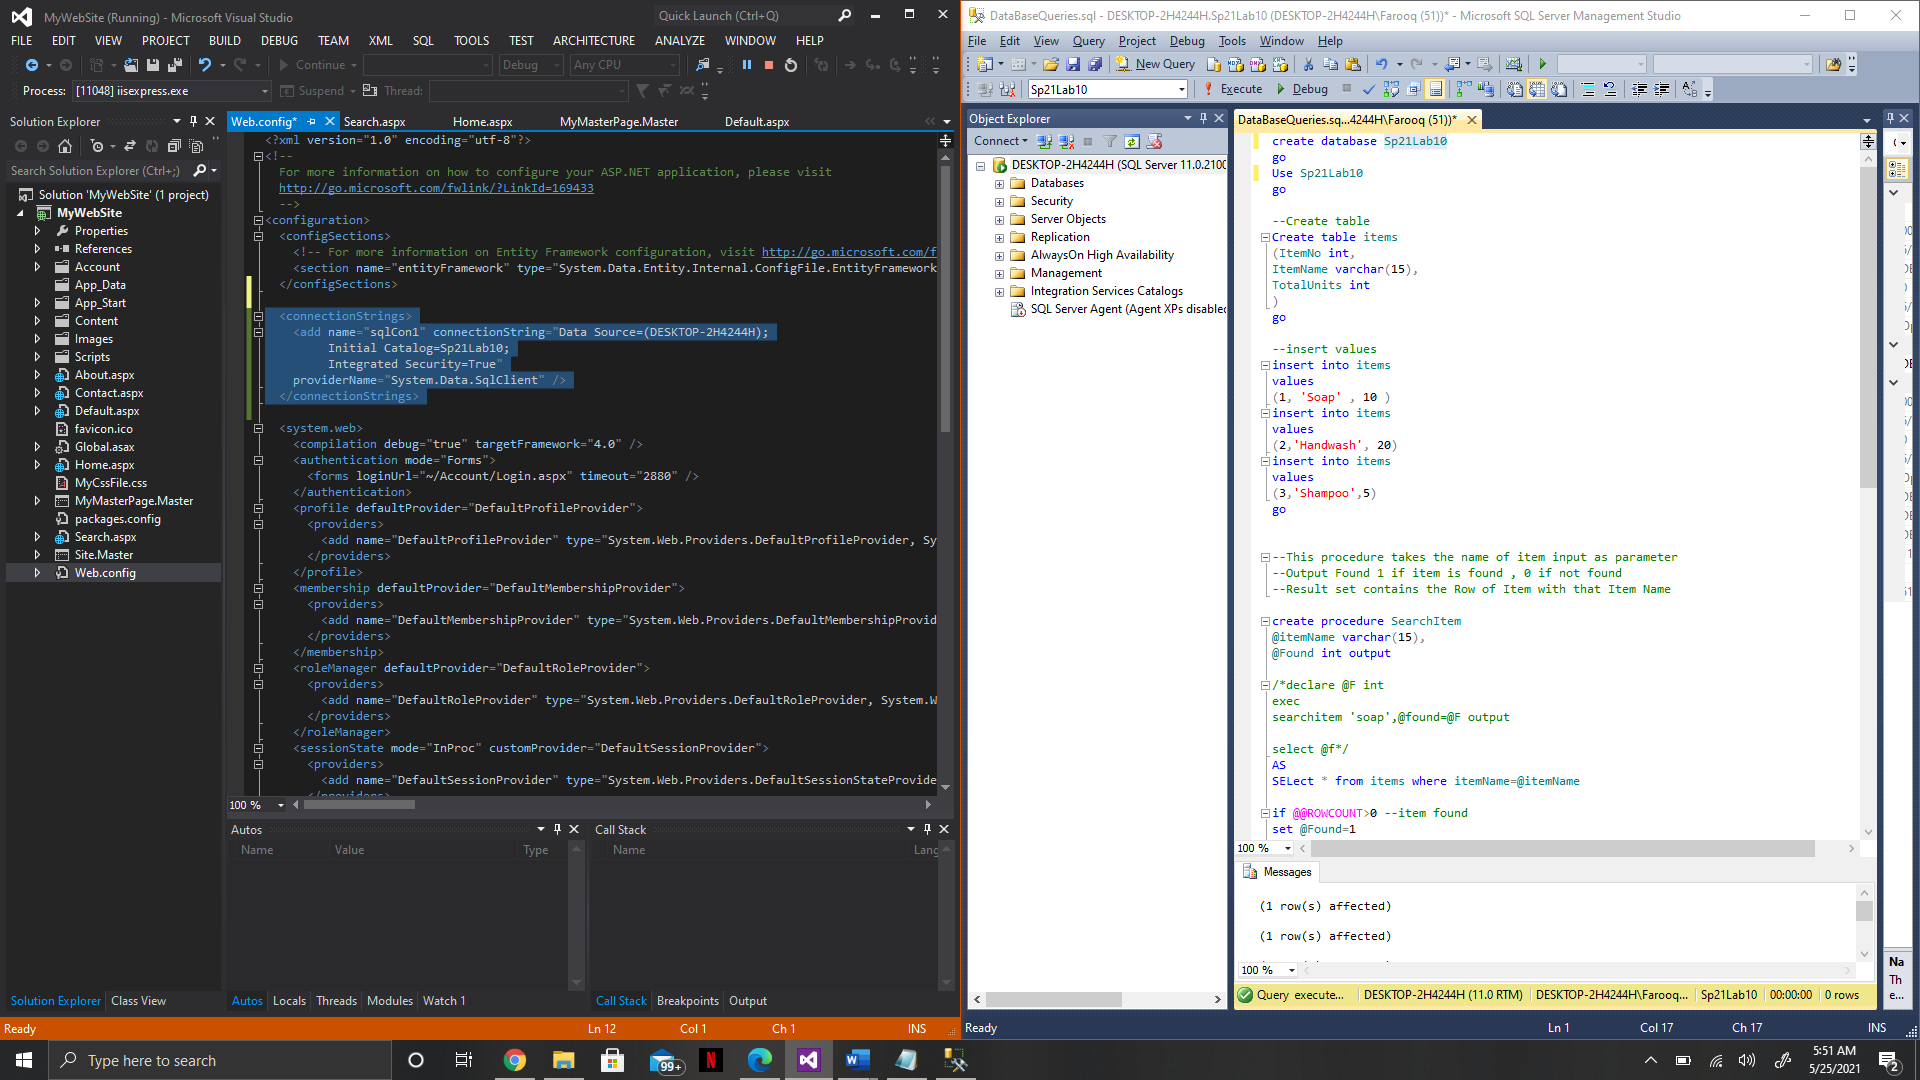 MyWebSite (Running) - Microsoft Visual Studio
Quick Launch (Ctrl+Q)
FILE EDIT VIEW PROJECT BUILD DEBUG TEAM XML SQL TOOLS TEST ARCHITECTURE ANALYZE WINDOW HELP
Continue Debug Any CPU
Process: [11048] iisexpress.exe Suspend Thread:
Solution Explorer
Search Solution Explorer (Ctrl+;)
Solution 'MyWebSite' (1 project)
MyWebSite
Properties
References
Account
App_Data
App_Start
Content
Images
Scripts
About.aspx
Contact.aspx
Default.aspx
favicon.ico
Global.asax
Home.aspx
MyCssFile.css
MyMasterPage.Master
packages.config
Search.aspx
Site.Master
Web.config
Solution Explorer Class View
Web.config* Search.aspx Home.aspx MyMasterPage.Master Default.aspx
<?xml version="1.0" encoding="utf-8"?>
<!--
For more information on how to configure your ASP.NET application, please visit
http://go.microsoft.com/fwlink/?LinkId=169433
-->
<configuration>
<configSections>
<!-- For more information on Entity Framework configuration, visit http://go.microsoft.com/f
<section name="entityFramework" type="System.Data.Entity.Internal.ConfigFile.EntityFramework
</configSections>
<connectionStrings>
<add name="sqlCon1" connectionString="Data Source=(DESKTOP-2H4244H);
Initial Catalog=Sp21Lab10;
Integrated Security=True"
providerName="System.Data.SqlClient" />
</connectionStrings>
<system.web>
<compilation debug="true" targetFramework="4.0" />
<authentication mode="Forms">
<forms loginUrl="~/Account/Login.aspx" timeout="2880" />
</authentication>
<profile defaultProvider="DefaultProfileProvider">
<providers>
<add name="DefaultProfileProvider" type="System.Web.Providers.DefaultProfileProvider, Sy
</providers>
</profile>
<membership defaultProvider="DefaultMembershipProvider">
<providers>
<add name="DefaultMembershipProvider" type="System.Web.Providers.DefaultMembershipProvid
</providers>
</membership>
<roleManager defaultProvider="DefaultRoleProvider">
<providers>
<add name="DefaultRoleProvider" type="System.Web.Providers.DefaultRoleProvider, System.W
</providers>
</roleManager>
<sessionState mode="InProc" customProvider="DefaultSessionProvider">
<providers>
<add name="DefaultSessionProvider" type="System.Web.Providers.DefaultSessionStateProvide
</providers>
100 %
Autos
Name Value Type
Autos Locals Threads Modules Watch 1
Call Stack
Name Lang
Call Stack Breakpoints Output
Ready Ln 12 Col 1 Ch 1 INS
DataBaseQueries.sql - DESKTOP-2H4244H.Sp21Lab10 (DESKTOP-2H4244H\Farooq (51))* - Microsoft SQL Server Management Studio
File Edit View Query Project Debug Tools Window Help
New Query
Sp21Lab10 Execute Debug
Object Explorer
Connect
DESKTOP-2H4244H (SQL Server 11.0.2100
Databases
Security
Server Objects
Replication
AlwaysOn High Availability
Management
Integration Services Catalogs
SQL Server Agent (Agent XPs disabled
DataBaseQueries.sq...4244H\Farooq (51))*
create database Sp21Lab10
go
Use Sp21Lab10
go
--Create table
Create table items
(ItemNo int,
ItemName varchar(15),
TotalUnits int
)
go
--insert values
insert into items
values
(1, 'Soap' , 10 )
insert into items
values
(2,'Handwash', 20)
insert into items
values
(3,'Shampoo',5)
go
--This procedure takes the name of item input as parameter
--Output Found 1 if item is found , 0 if not found
--Result set contains the Row of Item with that Item Name
create procedure SearchItem
@itemName varchar(15),
@Found int output
/*declare @F int
exec
searchitem 'soap',@found=@F output
select @f*/
AS
SELect * from items where itemName=@itemName
if @@ROWCOUNT>0 --item found
set @Found=1
100 %
Messages
(1 row(s) affected)
(1 row(s) affected)
100 %
Query execute... DESKTOP-2H4244H (11.0 RTM) DESKTOP-2H4244H\Farooq... Sp21Lab10 00:00:00 0 rows
Na
Th
e...
Ready Ln 1 Col 17 Ch 17 INS
Type here to search
99+
5:51 AM
5/25/2021
2